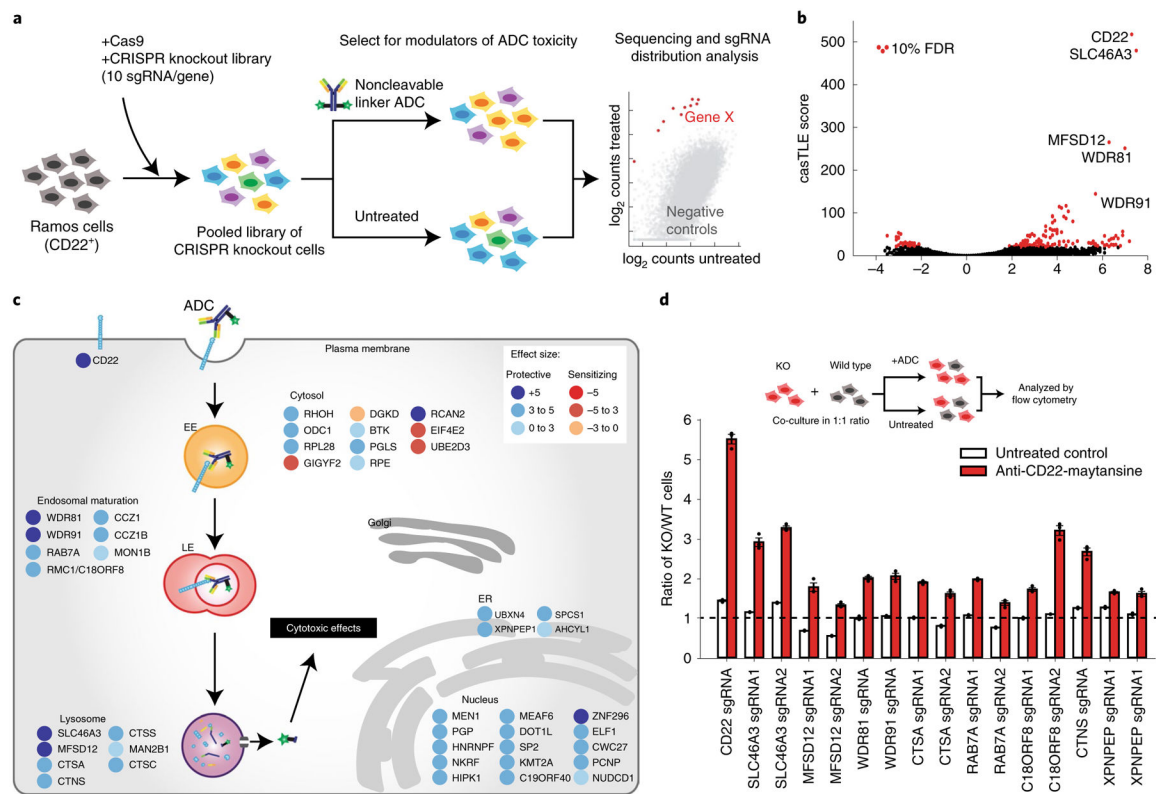 a
+Cas9
+CRISPR knockout library
(10 sgRNA/gene)
Ramos cells
(CD22+)
Pooled library of
CRISPR knockout cells
Select for modulators of ADC toxicity
Noncleavable
linker ADC
Untreated
Sequencing and sgRNA
distribution analysis
Gene X
Negative
controls
log2 counts treated
log2 counts untreated
b
casTLE score
500
400
300
200
100
0
10% FDR
CD22
SLC46A3
MFSD12
WDR81
WDR91
–4
–2
0
2
4
6
8
c
CD22
ADC
Plasma membrane
Effect size:
Protective
Sensitizing
+5
–5
3 to 5
–5 to 3
0 to 3
–3 to 0
EE
Cytosol
RHOH
DGKD
RCAN2
ODC1
BTK
EIF4E2
RPL28
PGLS
UBE2D3
GIGYF2
RPE
Endosomal maturation
WDR81
CCZ1
WDR91
CCZ1B
RAB7A
MON1B
RMC1/C18ORF8
LE
Golgi
ER
UBXN4
SPCS1
XPNPEP1
AHCYL1
Cytotoxic effects
Lysosome
SLC46A3
CTSS
MFSD12
MAN2B1
CTSA
CTSC
CTNS
Nucleus
MEN1
MEAF6
ZNF296
PGP
DOT1L
ELF1
HNRNPF
SP2
CWC27
NKRF
KMT2A
PCNP
HIPK1
C19ORF40
NUDCD1
d
KO
Wild type
+ADC
+
Co-culture in 1:1 ratio
Untreated
Analyzed by
flow cytometry
Untreated control
Anti-CD22-maytansine
Ratio of KO/WT cells
6
5
4
3
2
1
0
CD22 sgRNA
SLC46A3 sgRNA1
SLC46A3 sgRNA2
MFSD12 sgRNA1
MFSD12 sgRNA2
WDR81 sgRNA1
WDR91 sgRNA1
CTSA sgRNA1
CTSA sgRNA2
RAB7A sgRNA1
RAB7A sgRNA2
C18ORF8 sgRNA1
C18ORF8 sgRNA2
CTNS sgRNA
XPNPEP sgRNA1
XPNPEP sgRNA1